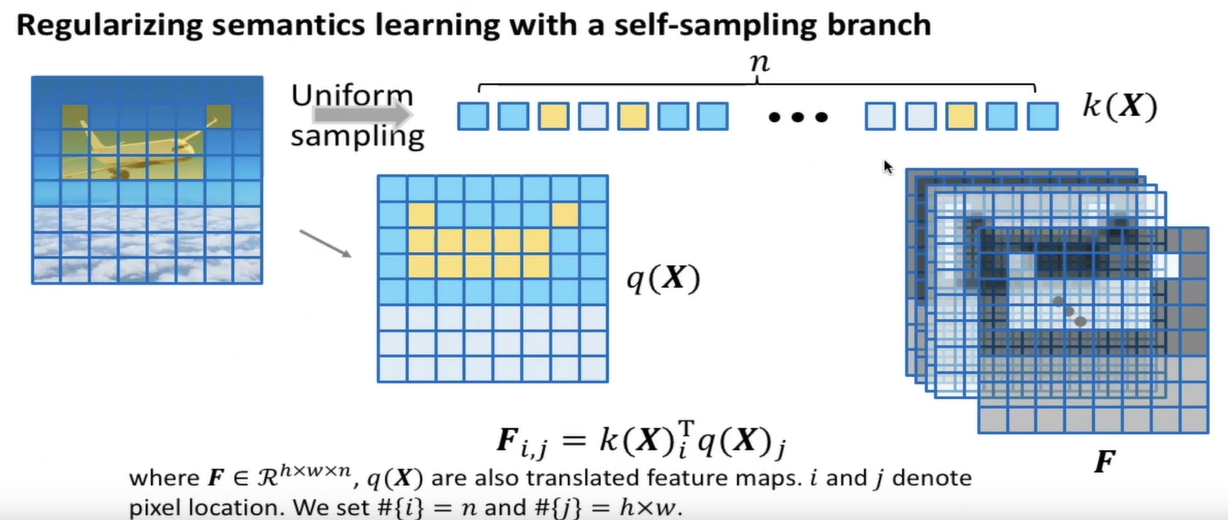 Regularizing semantics learning with a self-sampling branch
n
Uniform
sampling
k(X)
q(X)
F_{i,j} = k(X)_i^T q(X)_j
F
where F ∈ ℛ^{h×w×n}, q(X) are also translated feature maps. i and j denote
pixel location. We set #{i} = n and #{j} = h×w.